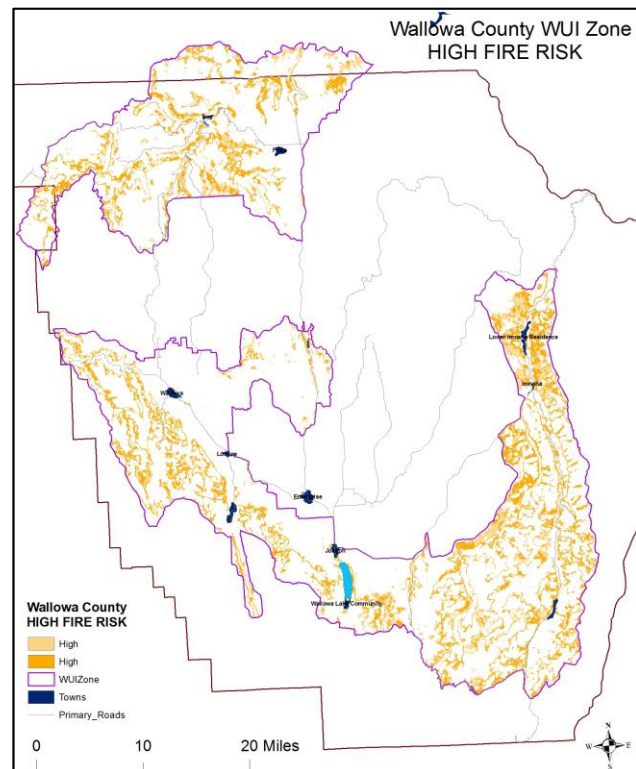 Wallowa County WUI Zone
HIGH FIRE RISK
Lower Imnaha Residence
Imnaha
Wallowa
Lostine
Enterprise
Joseph
Wallowa Lake Community
Wallowa County
HIGH FIRE RISK
High
High
WUIZone
Towns
Primary_Roads
0 10 20 Miles
N
W E
S